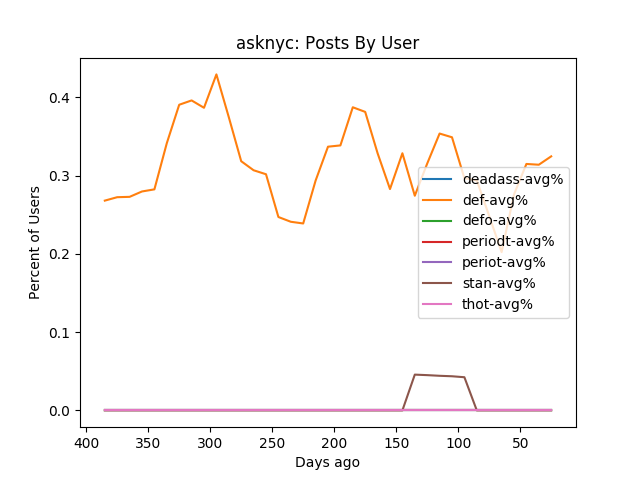 asknyc: Posts By User
Percent of Users
0.4
0.3
0.2
0.1
0.0
deadass-avg%
def-avg%
defo-avg%
periodt-avg%
periot-avg%
stan-avg%
thot-avg%
400 350 300 250 200 150 100 50
Days ago